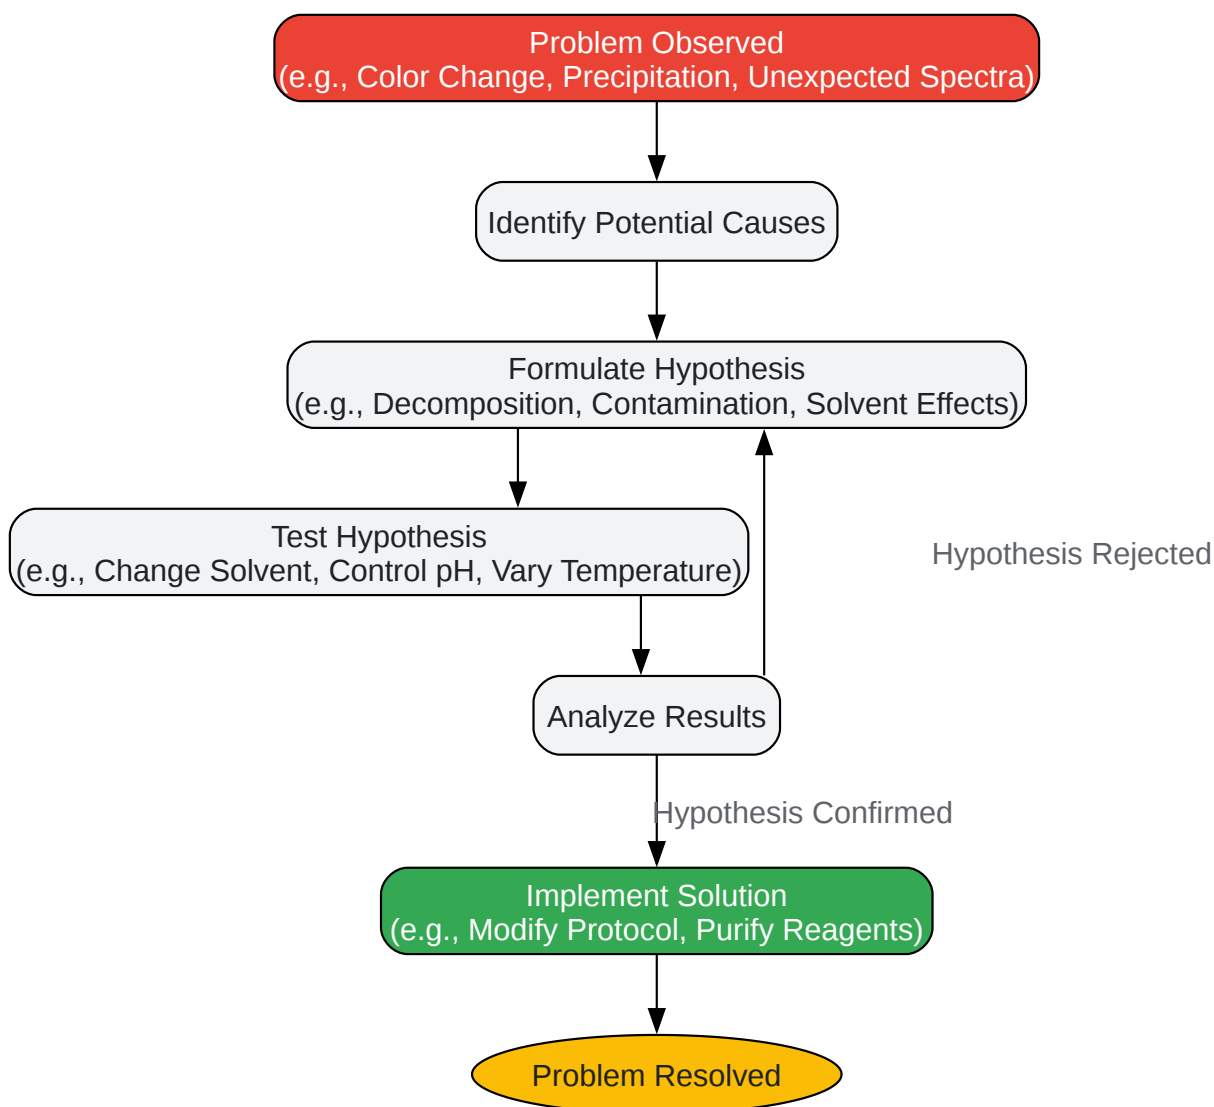 Problem Observed
(e.g., Color Change, Precipitation, Unexpected Spectra)
Identify Potential Causes
Formulate Hypothesis
(e.g., Decomposition, Contamination, Solvent Effects)
Test Hypothesis
(e.g., Change Solvent, Control pH, Vary Temperature)
Hypothesis Rejected
Analyze Results
Hypothesis Confirmed
Implement Solution
(e.g., Modify Protocol, Purify Reagents)
Problem Resolved